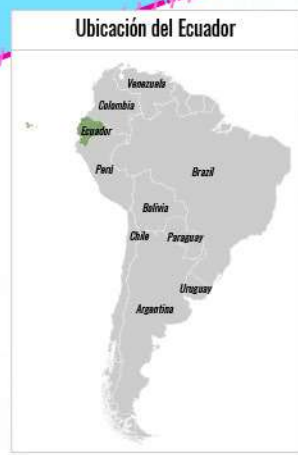 Ubicación del Ecuador
Venezuela
Colombia
Ecuador
Perú
Brazil
Bolivia
Chile
Paraguay
Uruguay
Argentina